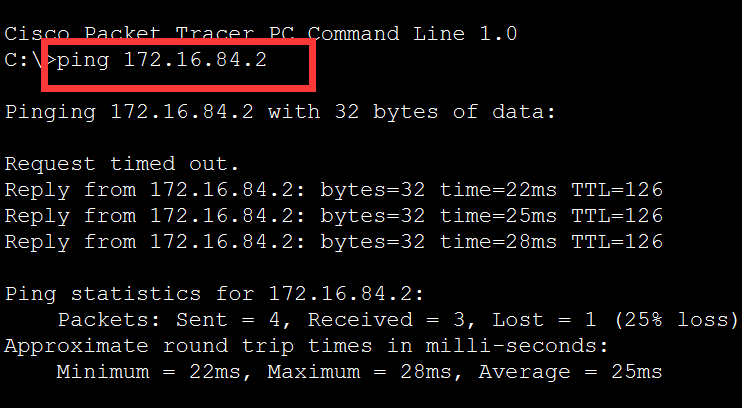 Cisco Packet Tracer PC Command Line 1.0
C:\>ping 172.16.84.2
Pinging 172.16.84.2 with 32 bytes of data:
Request timed out.
Reply from 172.16.84.2: bytes=32 time=22ms TTL=126
Reply from 172.16.84.2: bytes=32 time=25ms TTL=126
Reply from 172.16.84.2: bytes=32 time=28ms TTL=126
Ping statistics for 172.16.84.2:
Packets: Sent = 4, Received = 3, Lost = 1 (25% loss)
Approximate round trip times in milli-seconds:
Minimum = 22ms, Maximum = 28ms, Average = 25ms